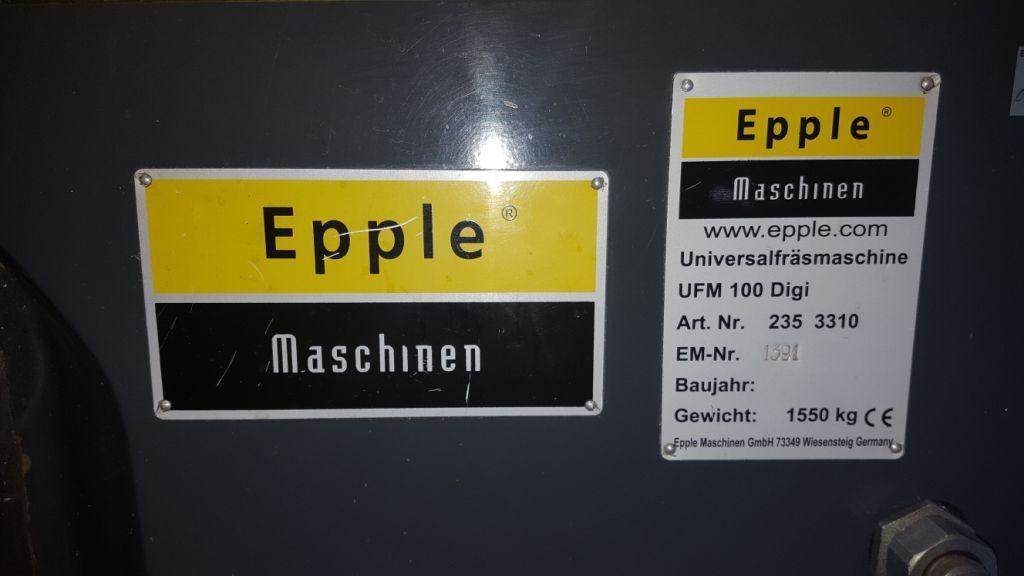 Epple ®
Maschinen
Epple ®
Maschinen
www.epple.com
Universalfräsmaschine
UFM 100 Digi
Art. Nr. 235 3310
EM-Nr. 1391
Baujahr:
Gewicht: 1550 kg CE
Epple Maschinen GmbH 73349 Wiesensteig Germany